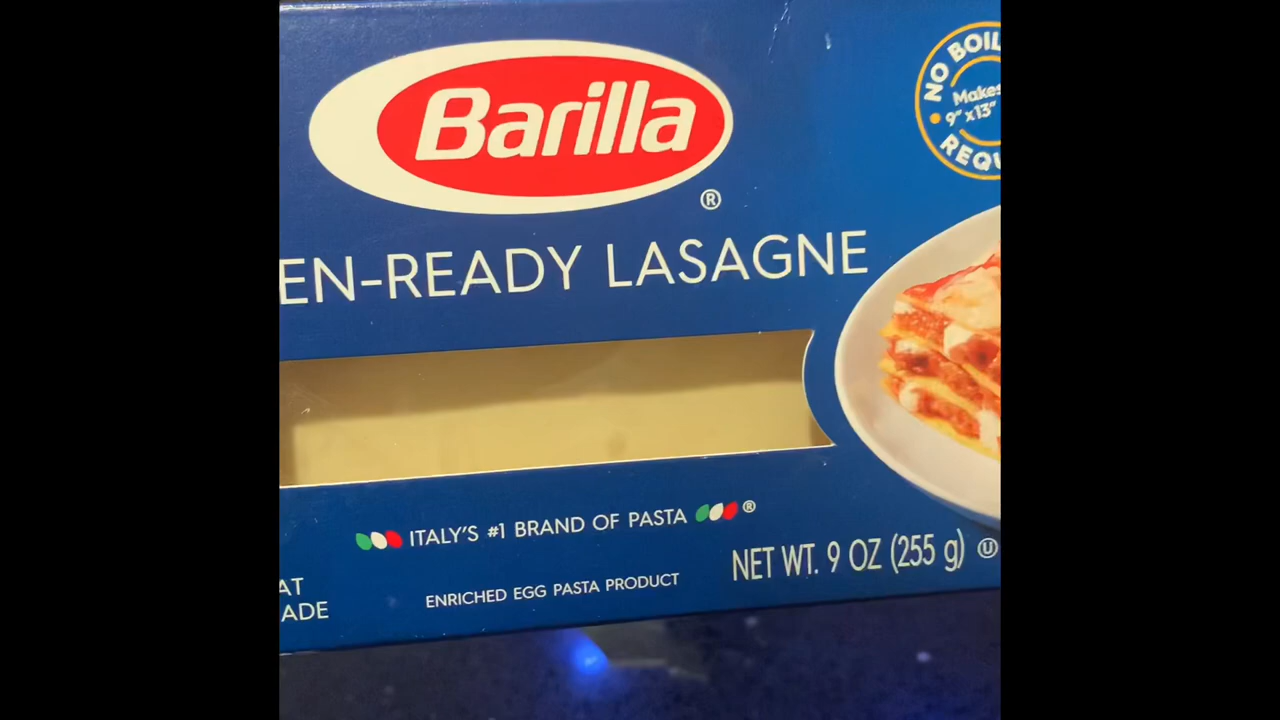 Barilla
®
NO BOIL
Makes
9" x 13"
REQU
EN-READY LASAGNE
ITALY'S #1 BRAND OF PASTA ®
NET WT. 9 OZ (255 g) U
ENRICHED EGG PASTA PRODUCT
AT
ADE